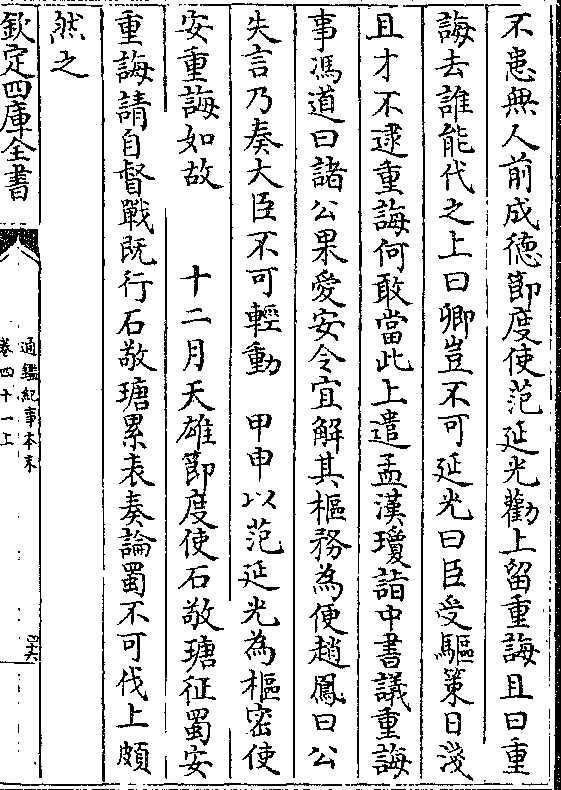 不患無人前成德節度使范延光勸上留重誨且曰重
誨去誰能代之上曰卿豈不可延光曰臣受驅策日淺
且才不逮重誨何敢當此上遣孟漢瓊詣中書議重誨
事馮道曰諸公果愛安令宜解其樞務為便趙鳳曰公
失言乃奏大臣不可輕動　甲申以范延光為樞密使
安重誨如故　　十二月天雄節度使石敬瑭征蜀安
重誨請自督戰既行石敬瑭累表奏論蜀不可伐上頗
然之
欽定四庫全書
通鑑紀事本末
卷四十一上